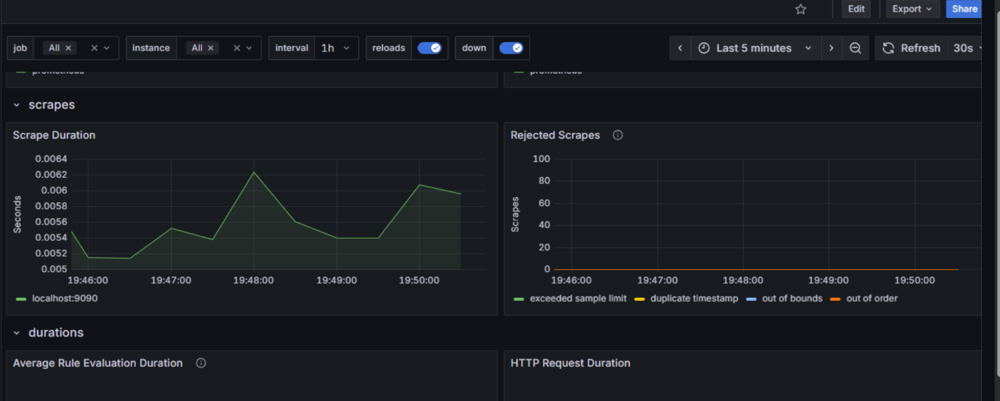 Edit Export Share
job All instance All interval 1h reloads down Last 5 minutes Refresh 30s
prometheus prometheus
scrapes
Scrape Duration
0.0064
0.0062
0.006
0.0058
0.0056
0.0054
0.0052
0.005
Seconds
19:46:00 19:47:00 19:48:00 19:49:00 19:50:00
localhost:9090
Rejected Scrapes
100
80
60
40
20
0
Scrapes
19:46:00 19:47:00 19:48:00 19:49:00 19:50:00
exceeded sample limit duplicate timestamp out of bounds out of order
durations
Average Rule Evaluation Duration
HTTP Request Duration